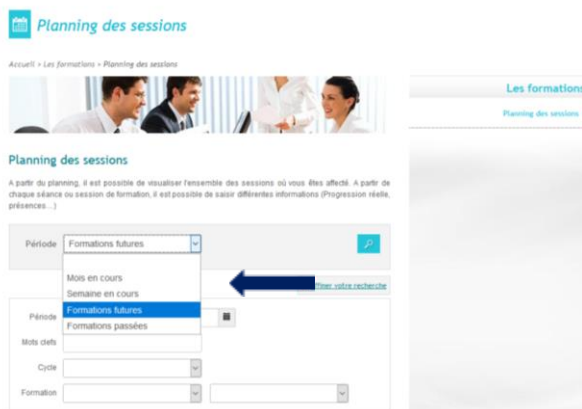 Planning des sessions
Accueil > Les formations > Planning des sessions
Les formations
Planning des sessions
Planning des sessions
A partir du planning, il est possible de visualiser l'ensemble des sessions où vous êtes affecté. A partir de
chaque séance ou session de formation, il est possible de saisir différentes informations (Progression réelle,
présences...)
Période Formations futures
Mois en cours
Semaine en cours
ffiner votre recherche
Formations futures
Période
Formations passées
Mots clefs
Cycle
Formation